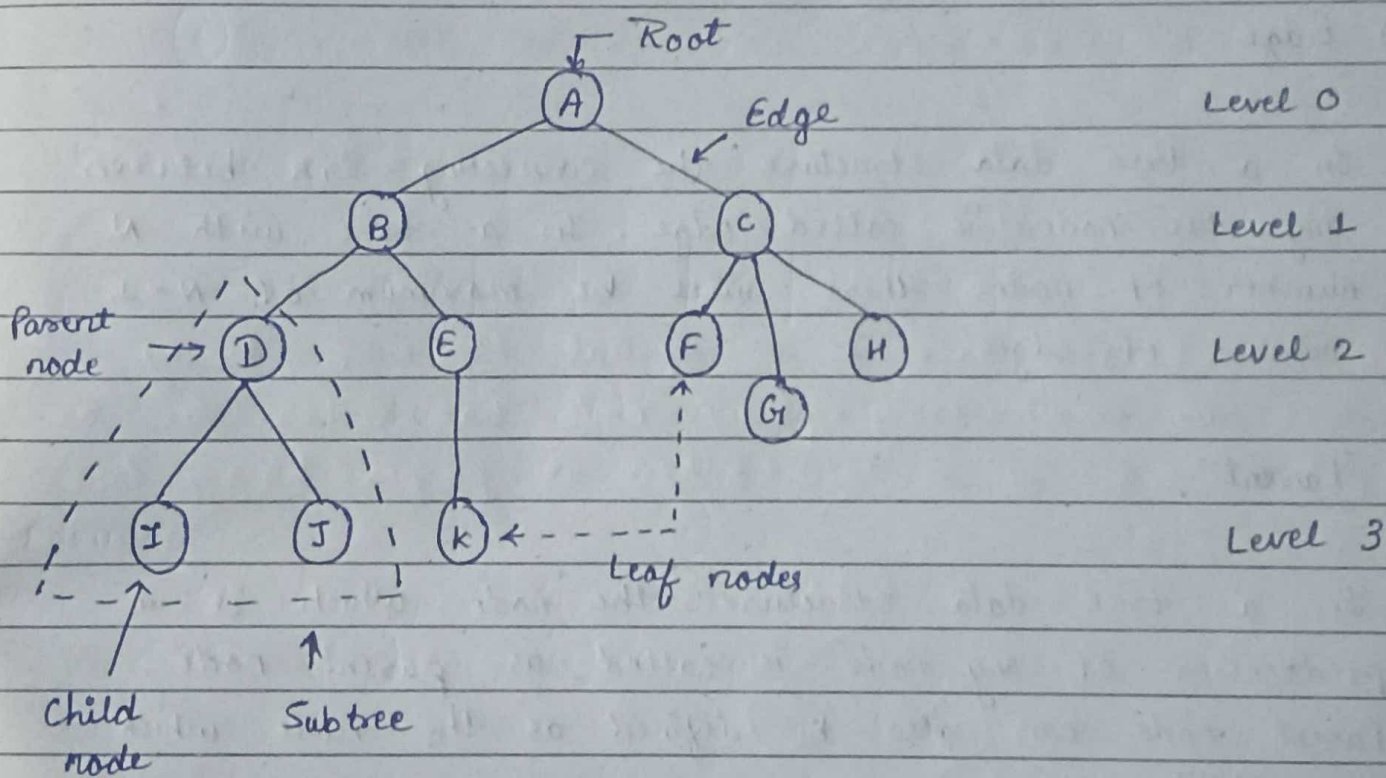 Root
A
Level 0
Edge
B
C
Level 1
Parent
node
D
E
F
H
Level 2
G
I
J
K
Level 3
Leaf nodes
Child
node
Subtree